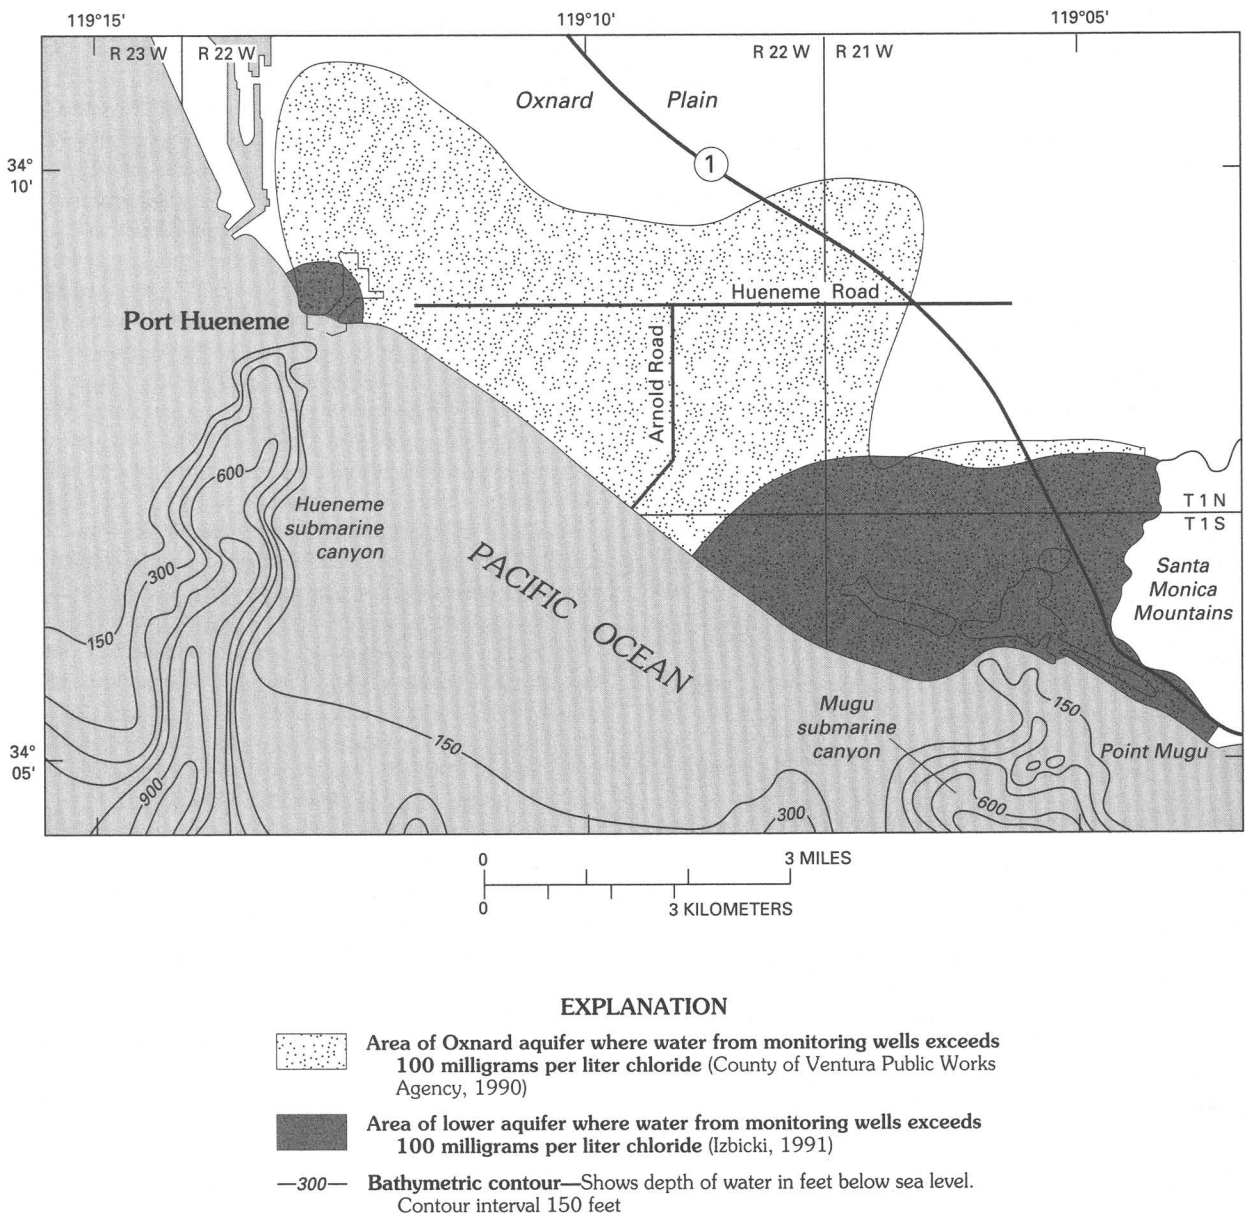 119°15'
119°10'
119°05'
R 23 W
R 22 W
R 22 W
R 21 W
Oxnard Plain
34°
10'
1
Hueneme Road
Port Hueneme
Arnold Road
600
Hueneme
submarine
canyon
T 1 N
T 1 S
PACIFIC OCEAN
Santa
Monica
Mountains
300
150
Mugu
submarine
canyon
150
Point Mugu
150
34°
05'
900
300
600
0
3 MILES
0
3 KILOMETERS
EXPLANATION
Area of Oxnard aquifer where water from monitoring wells exceeds
100 milligrams per liter chloride (County of Ventura Public Works
Agency, 1990)
Area of lower aquifer where water from monitoring wells exceeds
100 milligrams per liter chloride (Izbicki, 1991)
—300— Bathymetric contour—Shows depth of water in feet below sea level.
Contour interval 150 feet